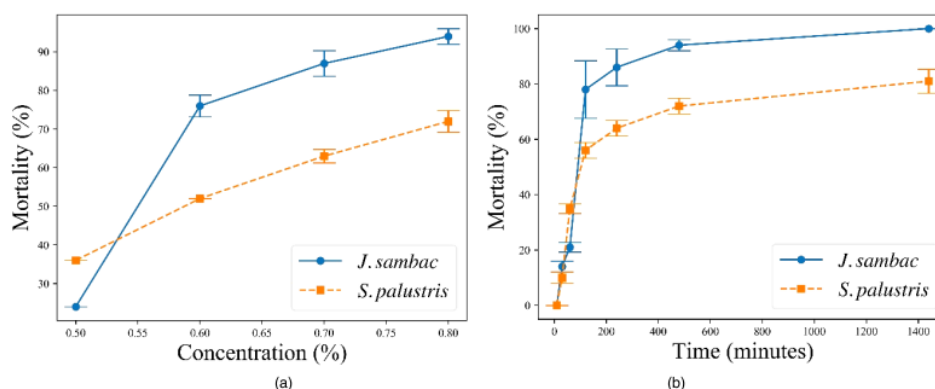 90
80
70
60
50
40
30
0.50
0.55
0.60
0.65
0.70
0.75
0.80
Mortality (%)
Concentration (%)
J. sambac
S. palustris
(a)
100
80
60
40
20
0
0
200
400
600
800
1000
1200
1400
Mortality (%)
Time (minutes)
J. sambac
S. palustris
(b)